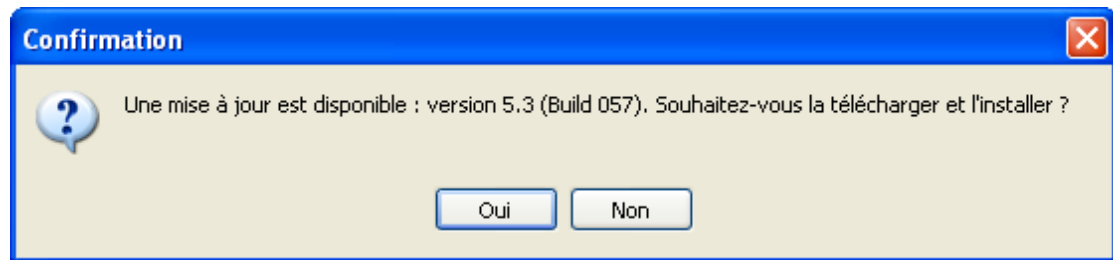 Confirmation
Une mise à jour est disponible : version 5.3 (Build 057). Souhaitez-vous la télécharger et l'installer ?
Oui
Non